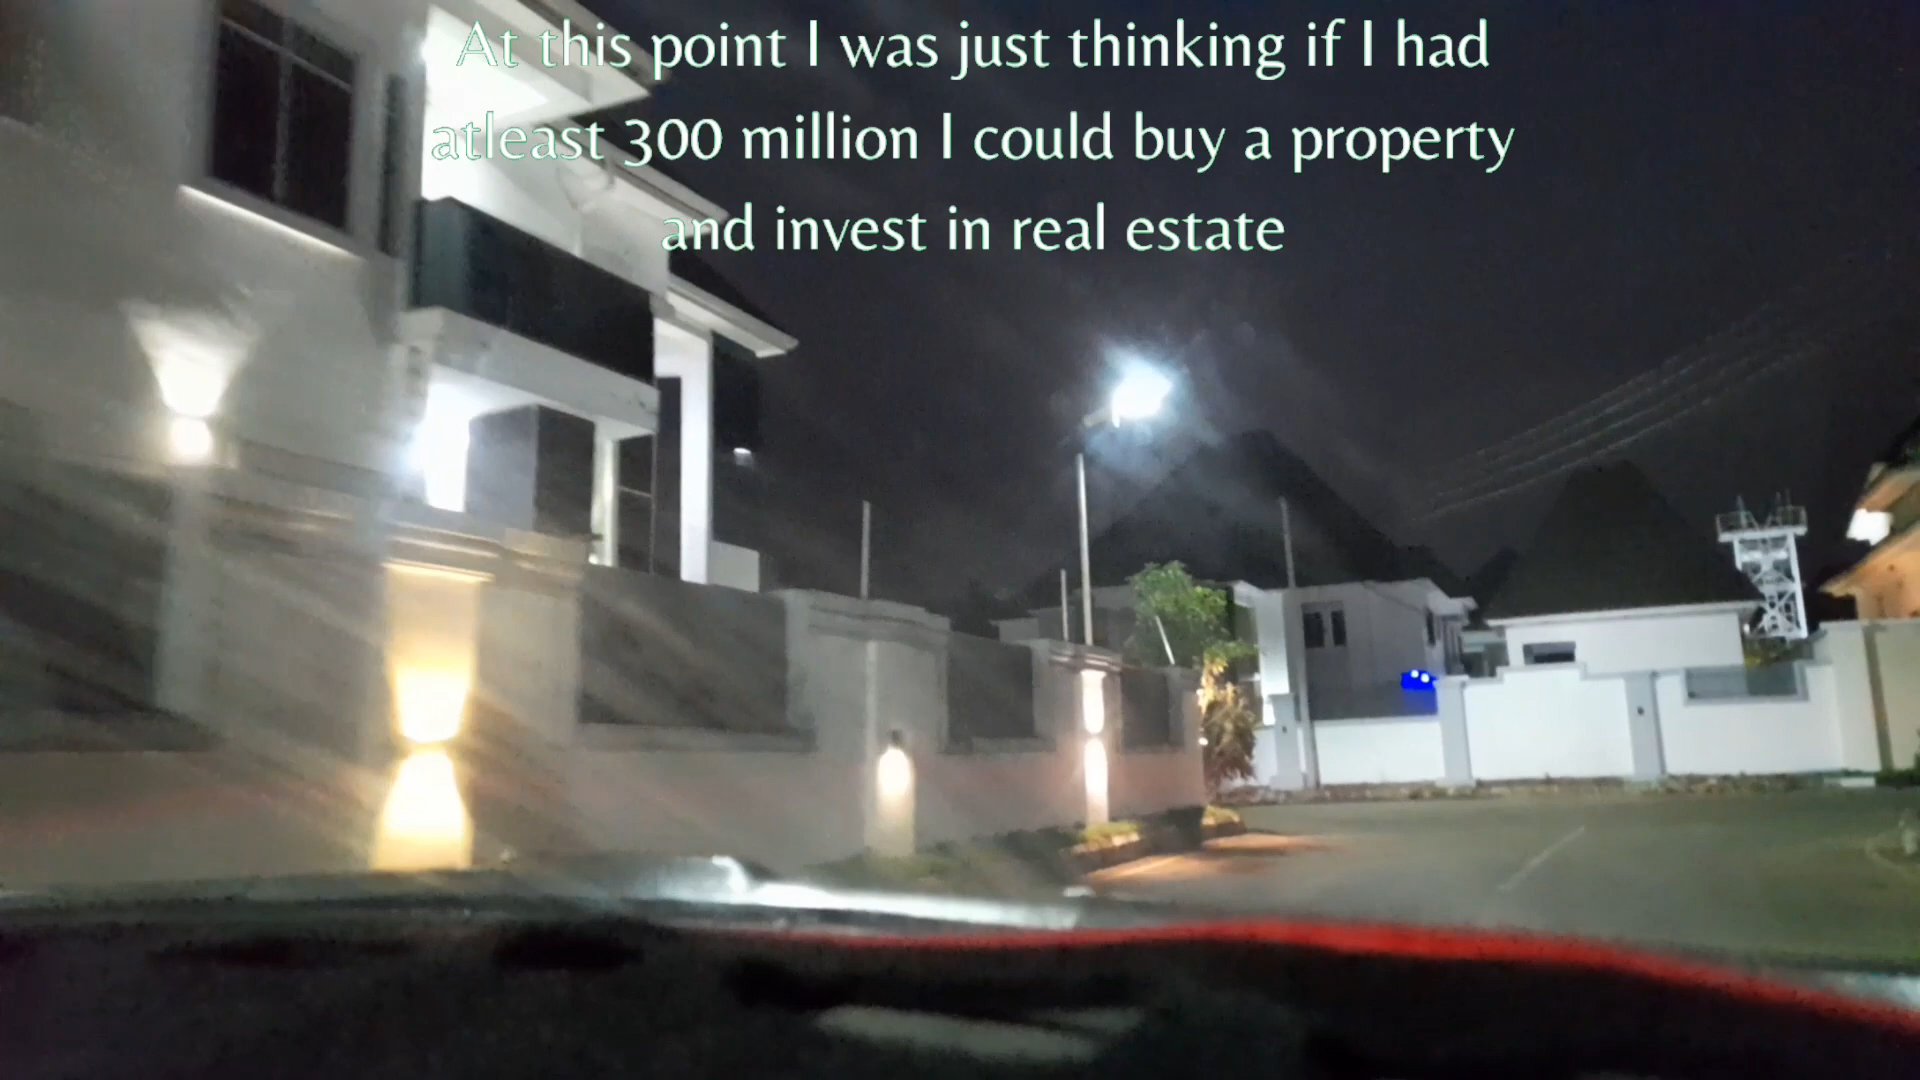 At this point I was just thinking if I had
atleast 300 million I could buy a property
and invest in real estate